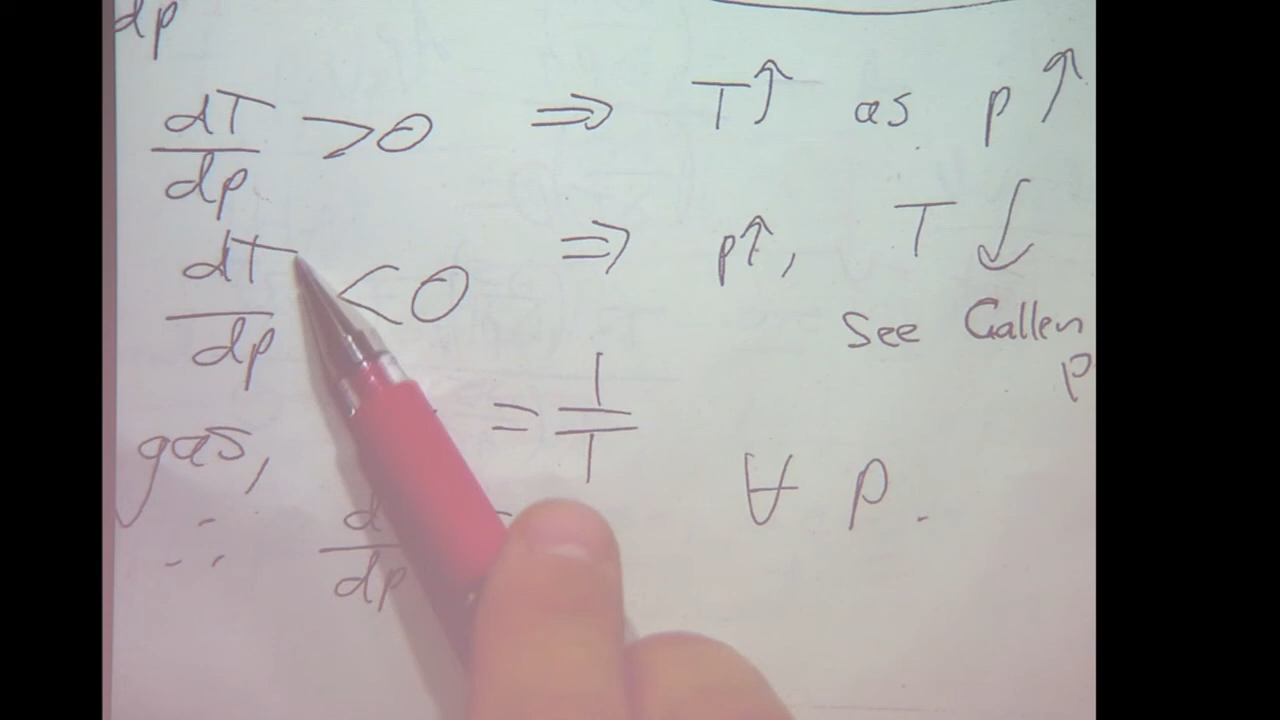 dp
dT/dp > 0 ⇒ T↑ as p↑
dT/dp < 0 ⇒ p↑, T↓
See Callen
p
gas, = 1/T ∀ p.
∴ d/dp